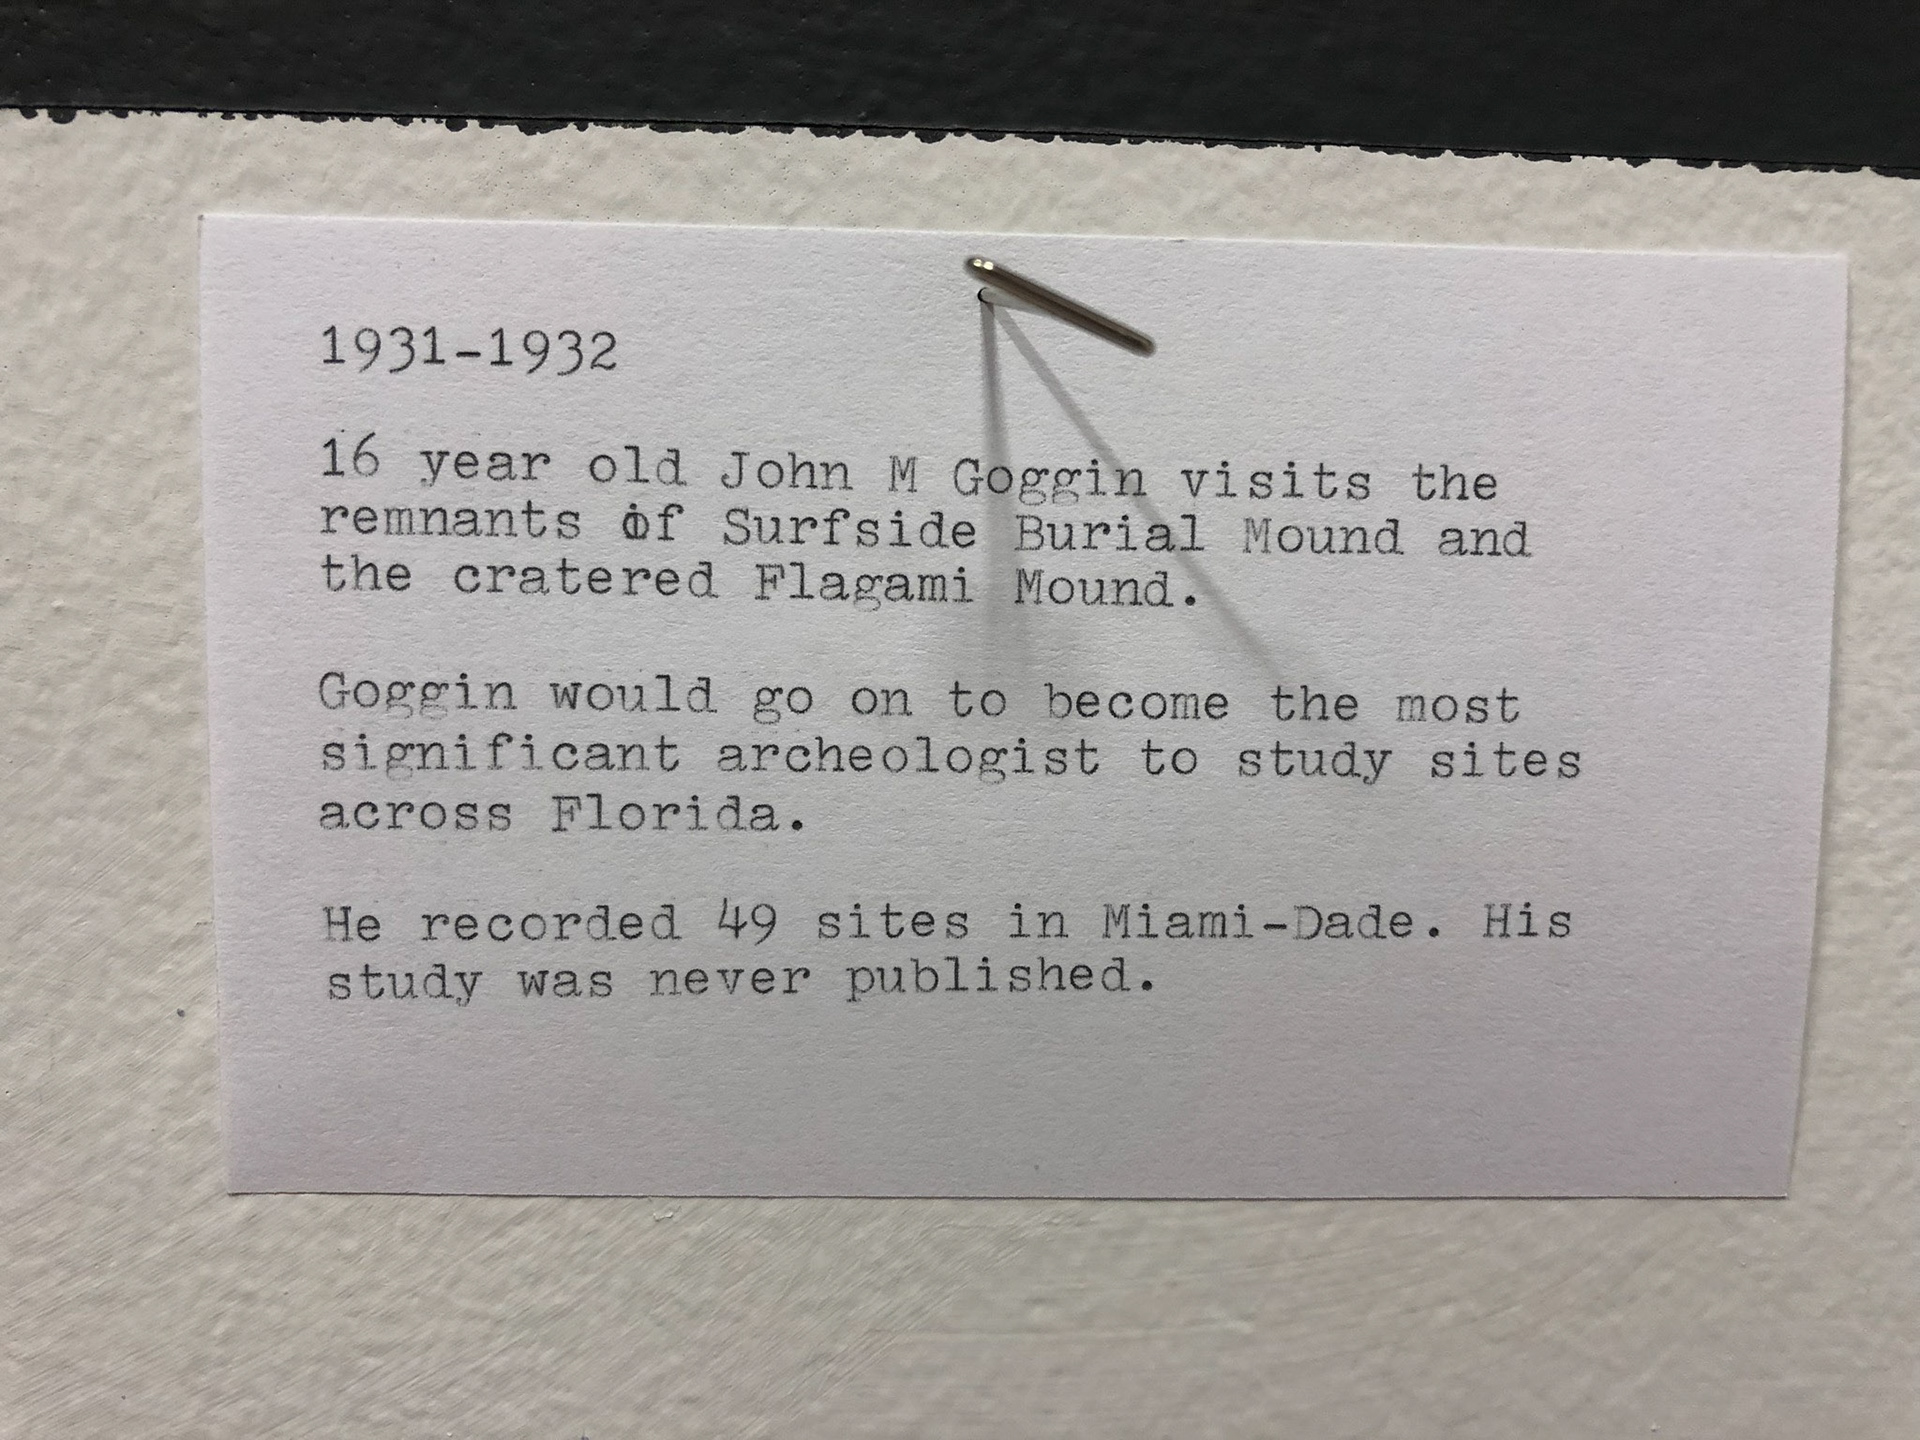 1931-1932
16 year old John M Goggin visits the
remnants of Surfside Burial Mound and
the cratered Flagami Mound.
Goggin would go on to become the most
significant archeologist to study sites
across Florida.
He recorded 49 sites in Miami-Dade. His
study was never published.